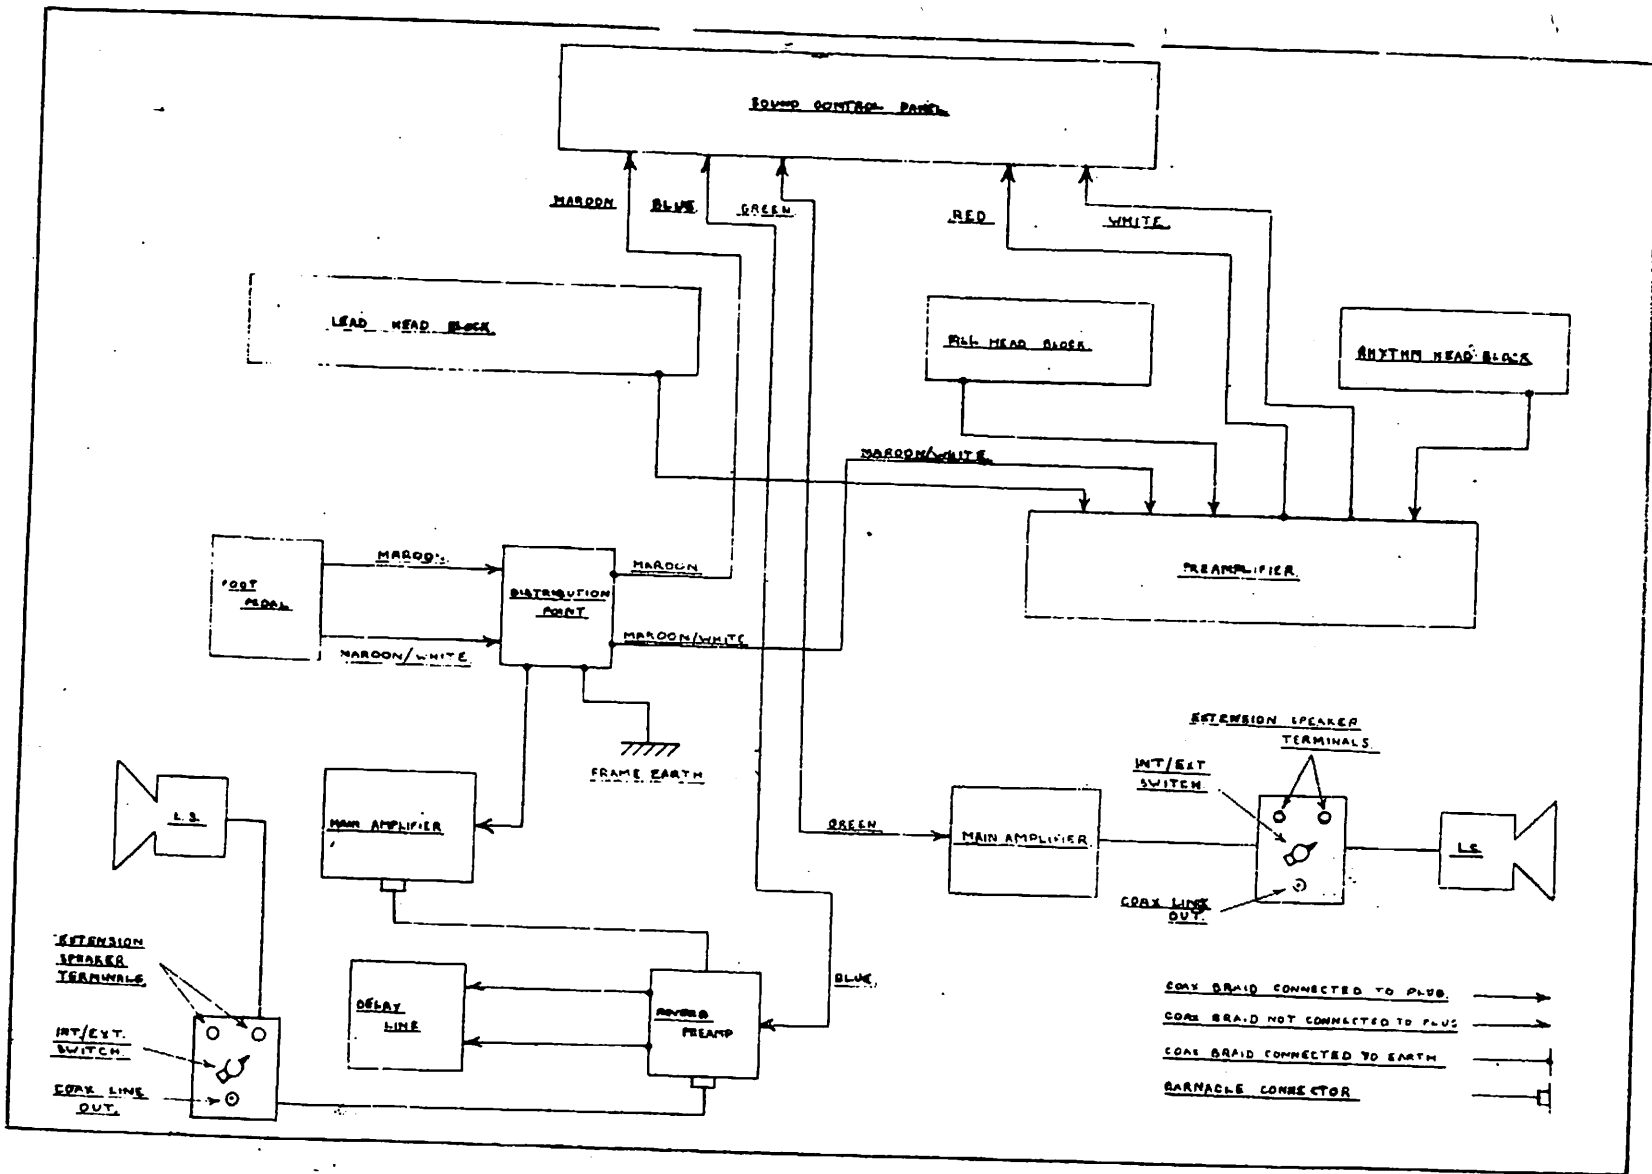 SOUND CONTROL PANEL
MAROON
BLUE
GREEN
RED
WHITE
LEAD HEAD BLOCK
FILL HEAD BLOCK
RHYTHM HEAD BLOCK
MAROON/WHITE
PREAMPLIFIER
FOOT
PEDAL
MAROON
MAROON/WHITE
DISTRIBUTION
POINT
MAROON
MAROON/WHITE
FRAME EARTH
EXTENSION SPEAKER
TERMINALS.
INT/EXT
SWITCH.
L.S.
MAIN AMPLIFIER
GREEN
MAIN AMPLIFIER
L.S.
COAX LINE
OUT.
EXTENSION
SPEAKER
TERMINALS.
DELAY
LINE
REVERB
PREAMP
BLUE.
INT/EXT.
SWITCH.
COAX LINE
OUT.
COAX BRAID CONNECTED TO PLUG.
COAX BRAID NOT CONNECTED TO PLUG
COAX BRAID CONNECTED TO EARTH
BARNACLE CONNECTOR